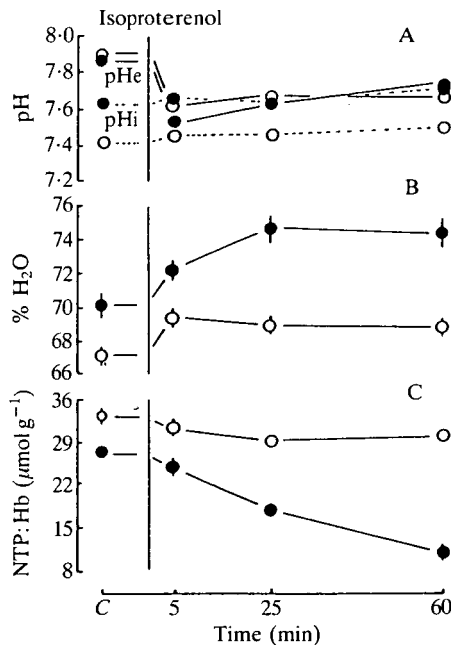 Isoproterenol
A
8·0
7·8
7·6
7·4
7·2
pH
pHe
pHi
B
76
74
72
70
68
66
% H₂O
C
36
29
22
15
8
NTP:Hb (μmol g⁻¹)
C 5 25 60
Time (min)